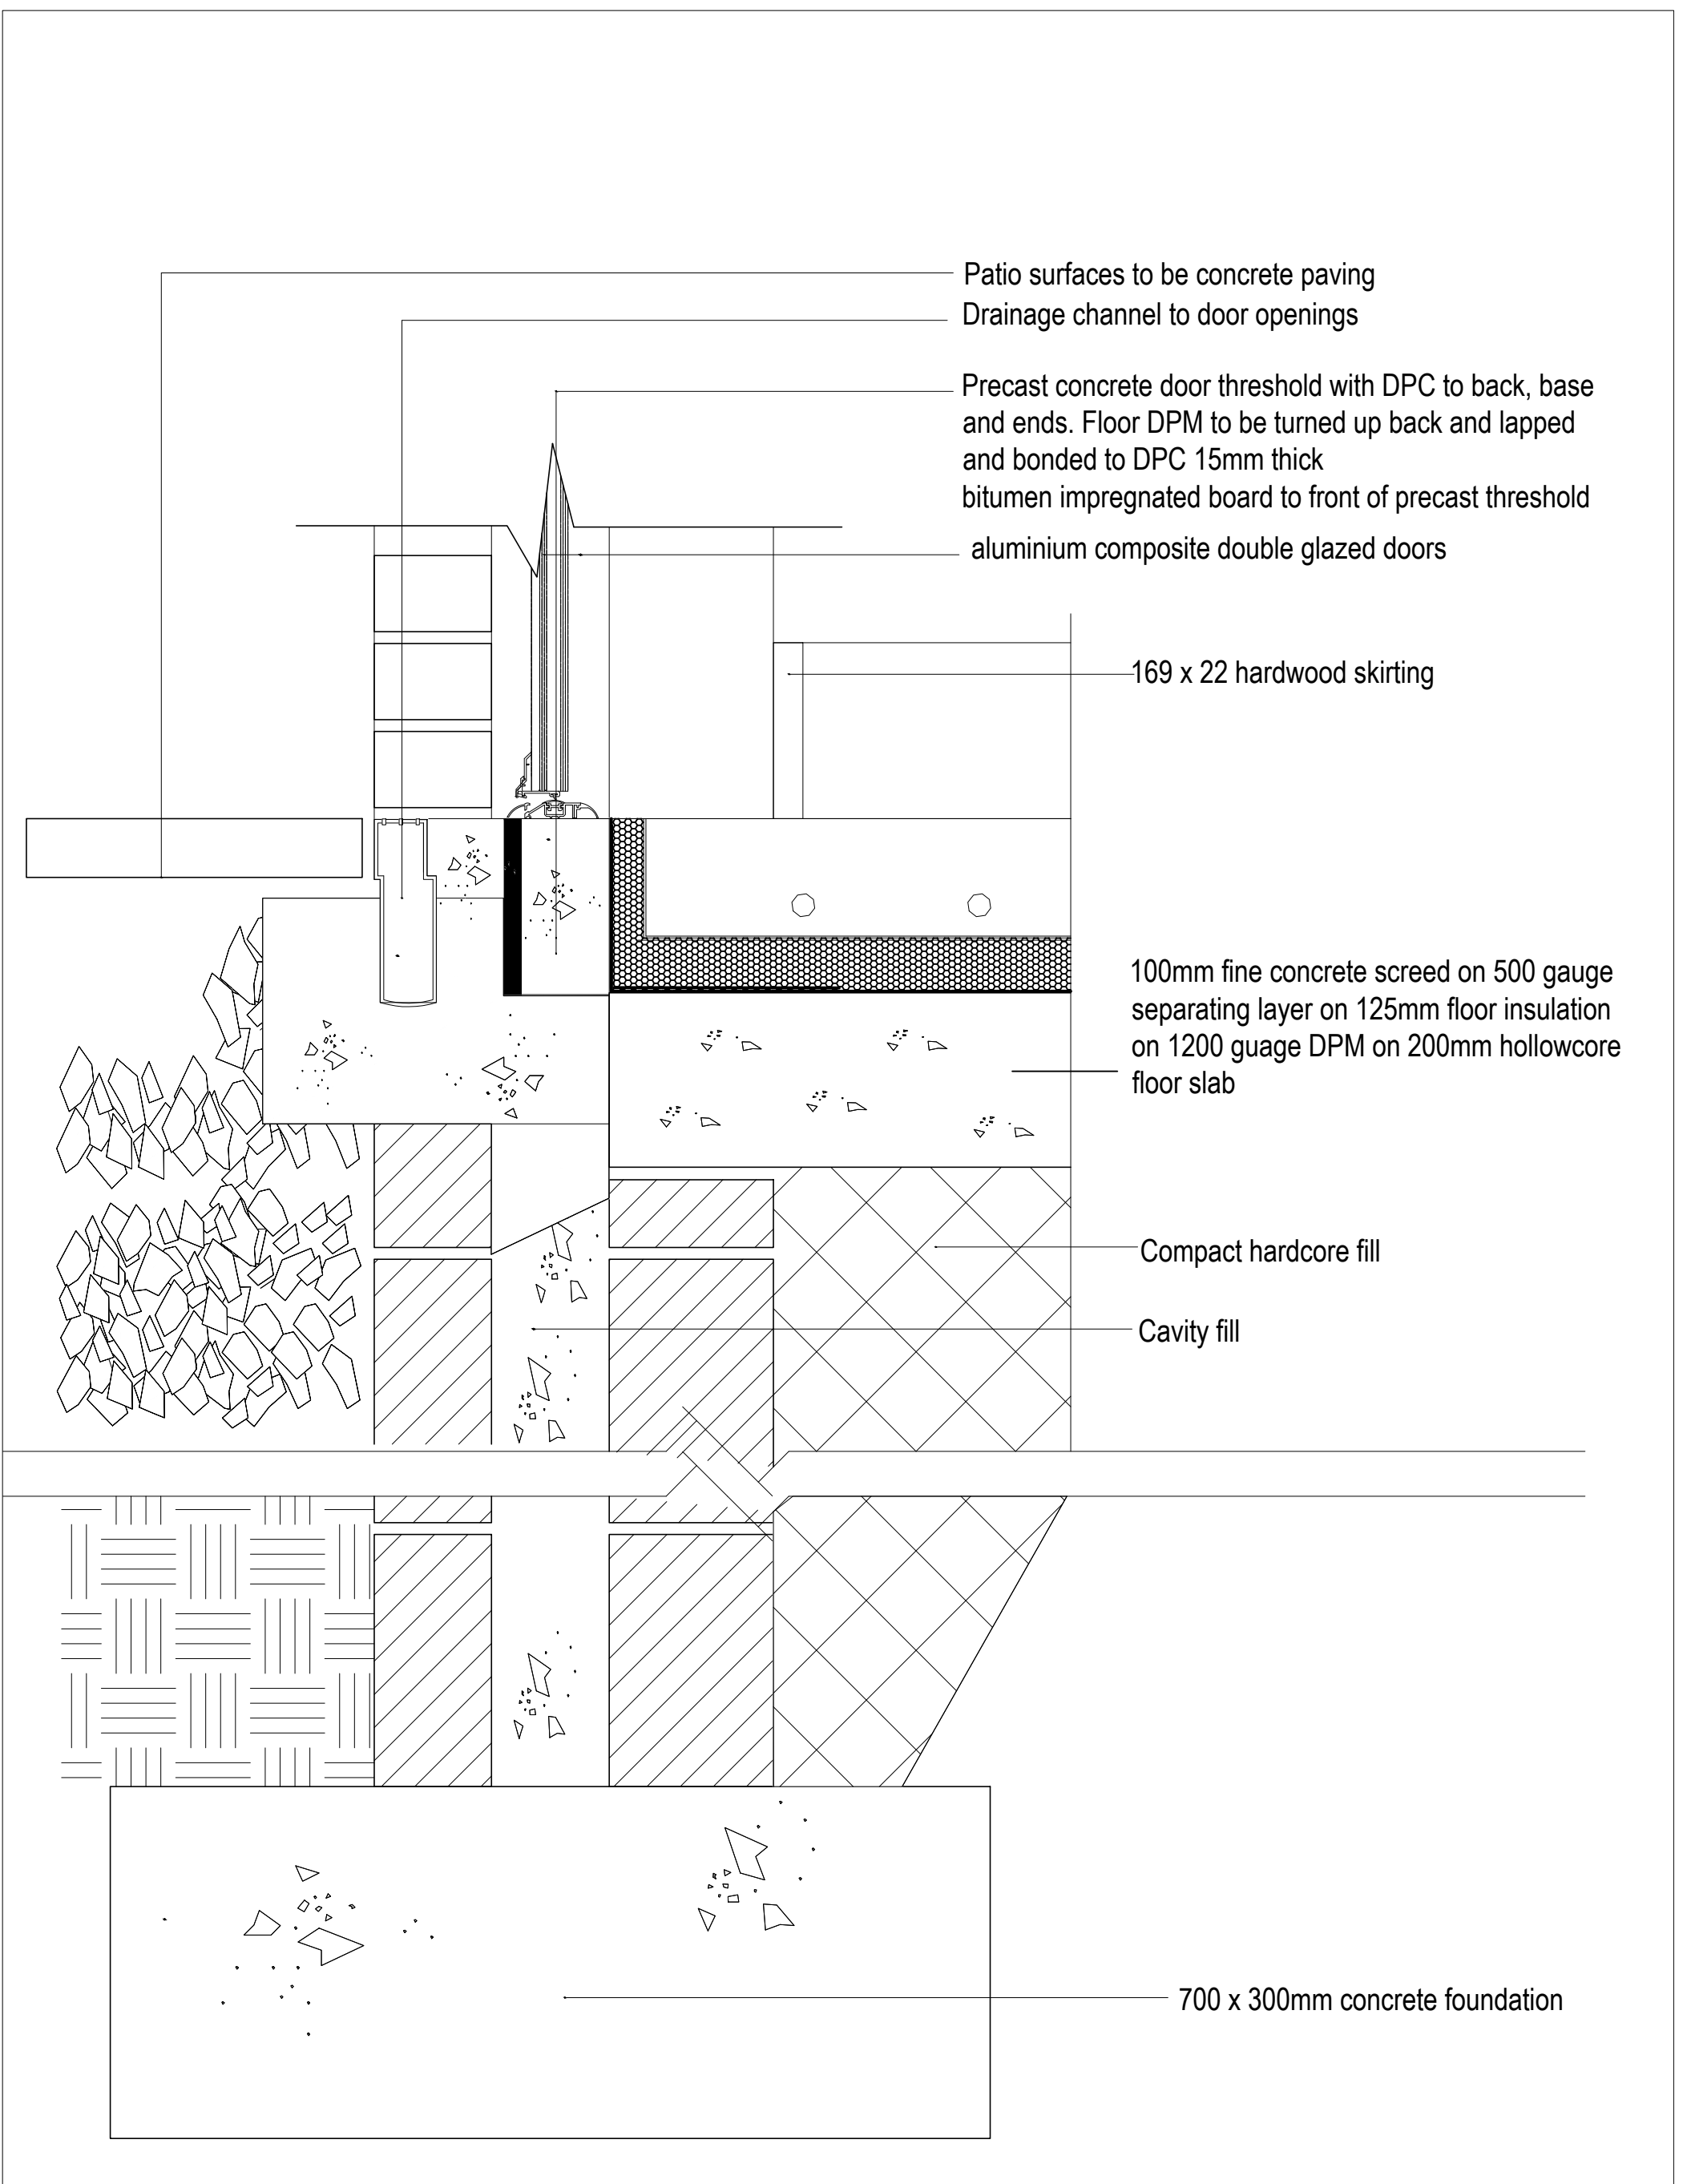 Patio surfaces to be concrete paving
Drainage channel to door openings
Precast concrete door threshold with DPC to back, base
and ends. Floor DPM to be turned up back and lapped
and bonded to DPC 15mm thick
bitumen impregnated board to front of precast threshold
aluminium composite double glazed doors
169 x 22 hardwood skirting
100mm fine concrete screed on 500 gauge
separating layer on 125mm floor insulation
on 1200 guage DPM on 200mm hollowcore
floor slab
Compact hardcore fill
Cavity fill
700 x 300mm concrete foundation